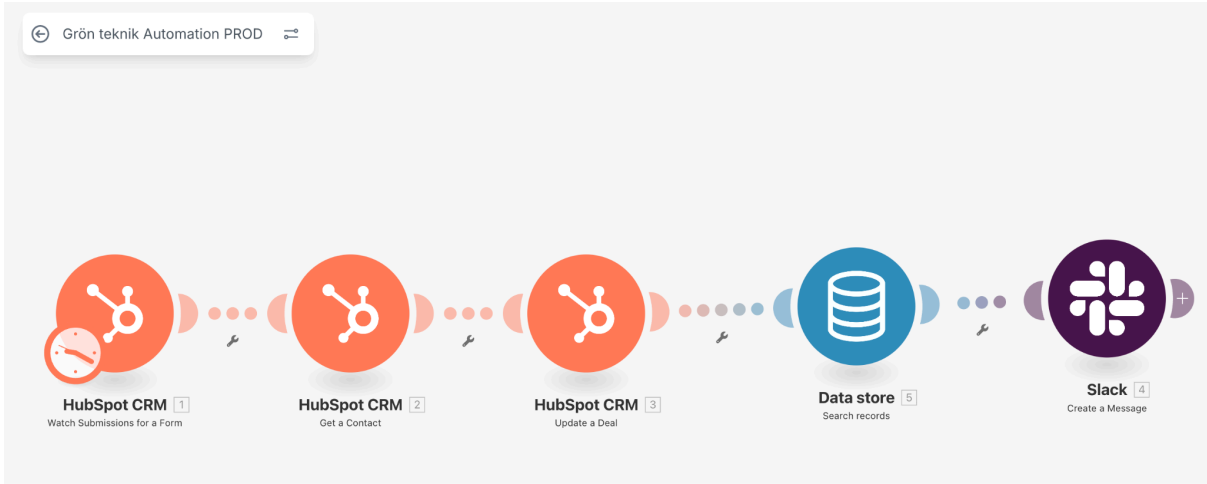 Grön teknik Automation PROD
HubSpot CRM 1
Watch Submissions for a Form
HubSpot CRM 2
Get a Contact
HubSpot CRM 3
Update a Deal
Data store 5
Search records
Slack 4
Create a Message